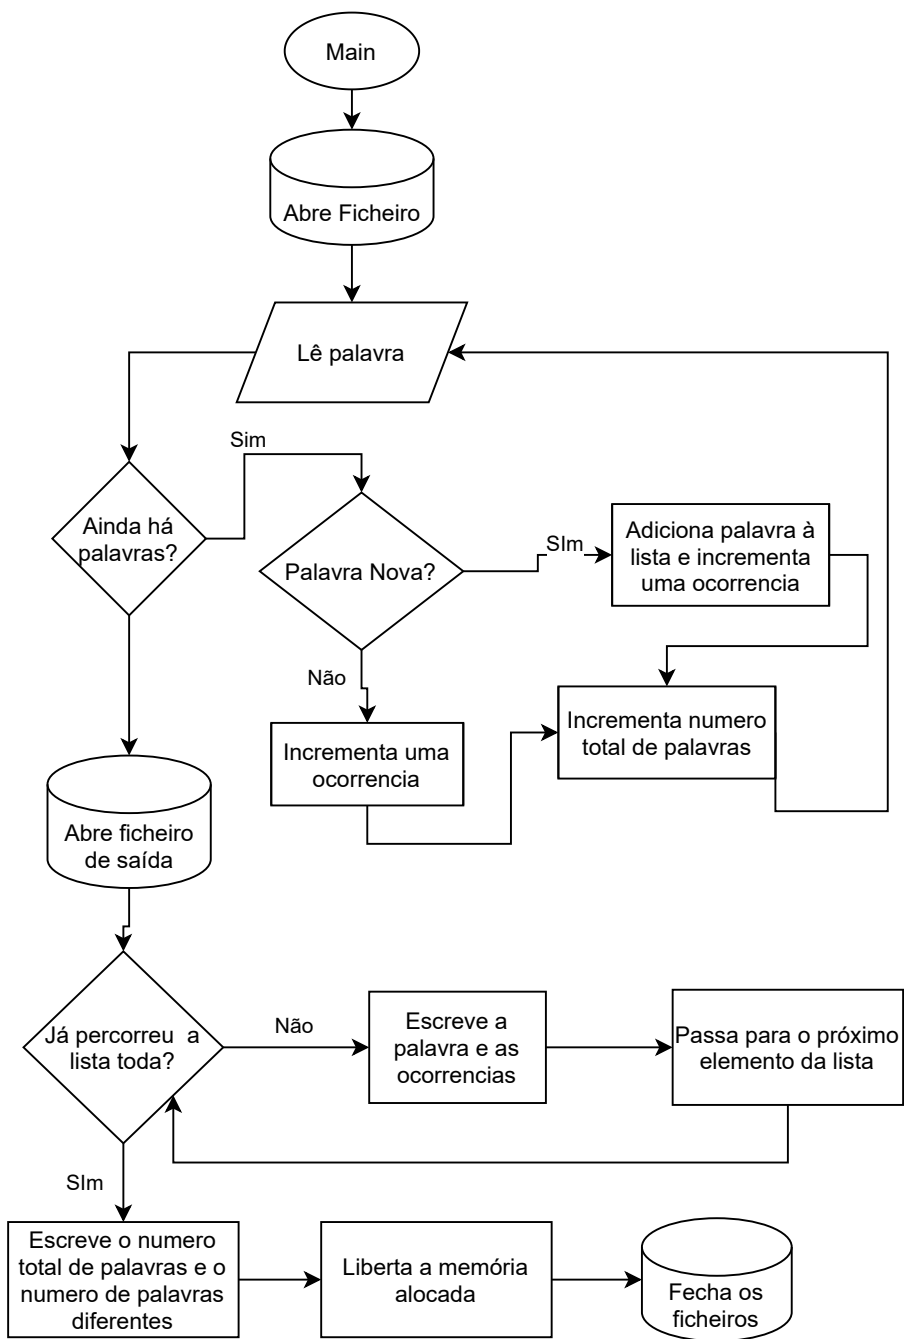 Main
Abre Ficheiro
Lê palavra
Sim
Ainda há
palavras?
Palavra Nova?
SIm
Adiciona palavra à
lista e incrementa
uma ocorrencia
Não
Incrementa uma
ocorrencia
Incrementa numero
total de palavras
Abre ficheiro
de saída
Já percorreu a
lista toda?
Não
Escreve a
palavra e as
ocorrencias
Passa para o próximo
elemento da lista
SIm
Escreve o numero
total de palavras e o
numero de palavras
diferentes
Liberta a memória
alocada
Fecha os
ficheiros